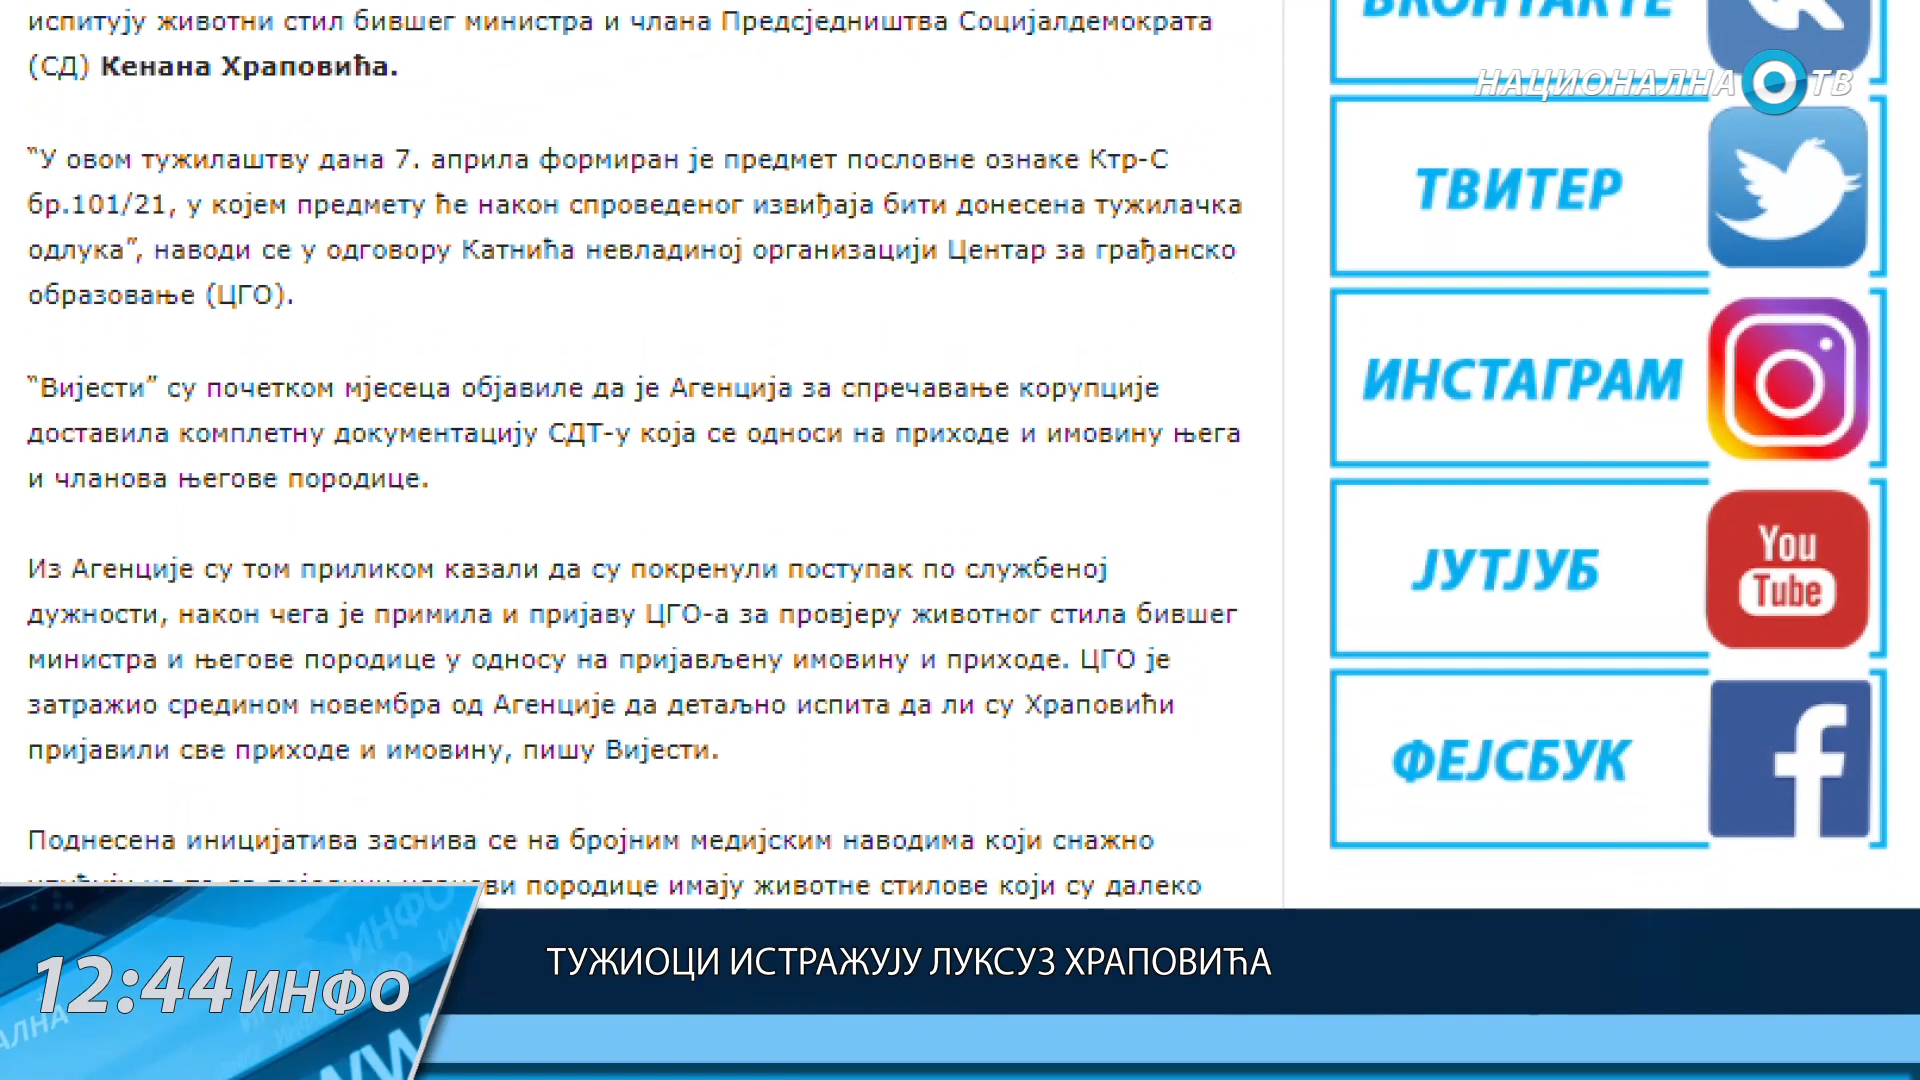 испитују животни стил бившег министра и члана Предсједништва Социјалдемократа
(СД) Кенана Храповића.
“У овом тужилаштву дана 7. априла формиран је предмет пословне ознаке Ктр-С
бр.101/21, у којем предмету ће након спроведеног извиђаја бити донесена тужилачка
одлука”, наводи се у одговору Катнића невладиној организацији Центар за грађанско
образовање (ЦГО).
“Вијести” су почетком мјесеца објавиле да је Агенција за спречавање корупције
доставила комплетну документацију СДТ-у која се односи на приходе и имовину њега
и чланова његове породице.
Из Агенције су том приликом казали да су покренули поступак по службеној
дужности, након чега је примила и пријаву ЦГО-а за провјеру животног стила бившег
министра и његове породице у односу на пријављену имовину и приходе. ЦГО је
затражио средином новембра од Агенције да детаљно испита да ли су Храповићи
пријавили све приходе и имовину, пишу Вијести.
Поднесена иницијатива заснива се на бројним медијским наводима који снажно
породице имају животне стилове који су далеко
ВКОНТАКТЕ
НАЦИОНАЛНА ТВ
ТВИТЕР
ИНСТАГРАМ
ЈУТЈУБ
You
Tube
ФЕЈСБУК
12:44 ИНФО
ТУЖИОЦИ ИСТРАЖУЈУ ЛУКСУЗ ХРАПОВИЋА